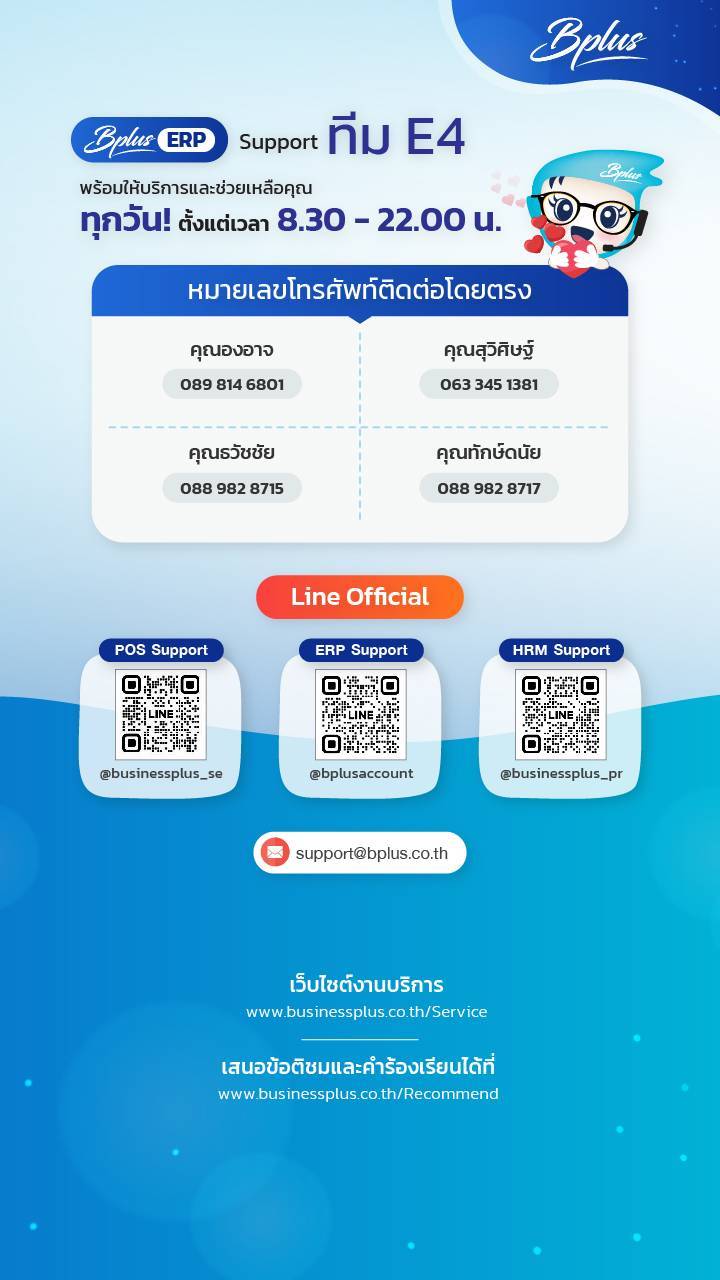 Bplus
Bplus ERP Support ทีม E4
พร้อมให้บริการและช่วยเหลือคุณ
ทุกวัน! ตั้งแต่เวลา 8.30 - 22.00 น.
Bplus
หมายเลขโทรศัพท์ติดต่อโดยตรง
คุณองอาจ
089 814 6801
คุณสุวิศิษฐ์
063 345 1381
คุณธวัชชัย
088 982 8715
คุณทักษ์ดนัย
088 982 8717
Line Official
POS Support
LINE
@businessplus_se
ERP Support
LINE
@bplusaccount
HRM Support
LINE
@businessplus_pr
support@bplus.co.th
เว็บไซต์งานบริการ
www.businessplus.co.th/Service
เสนอข้อติชมและคำร้องเรียนได้ที่
www.businessplus.co.th/Recommend